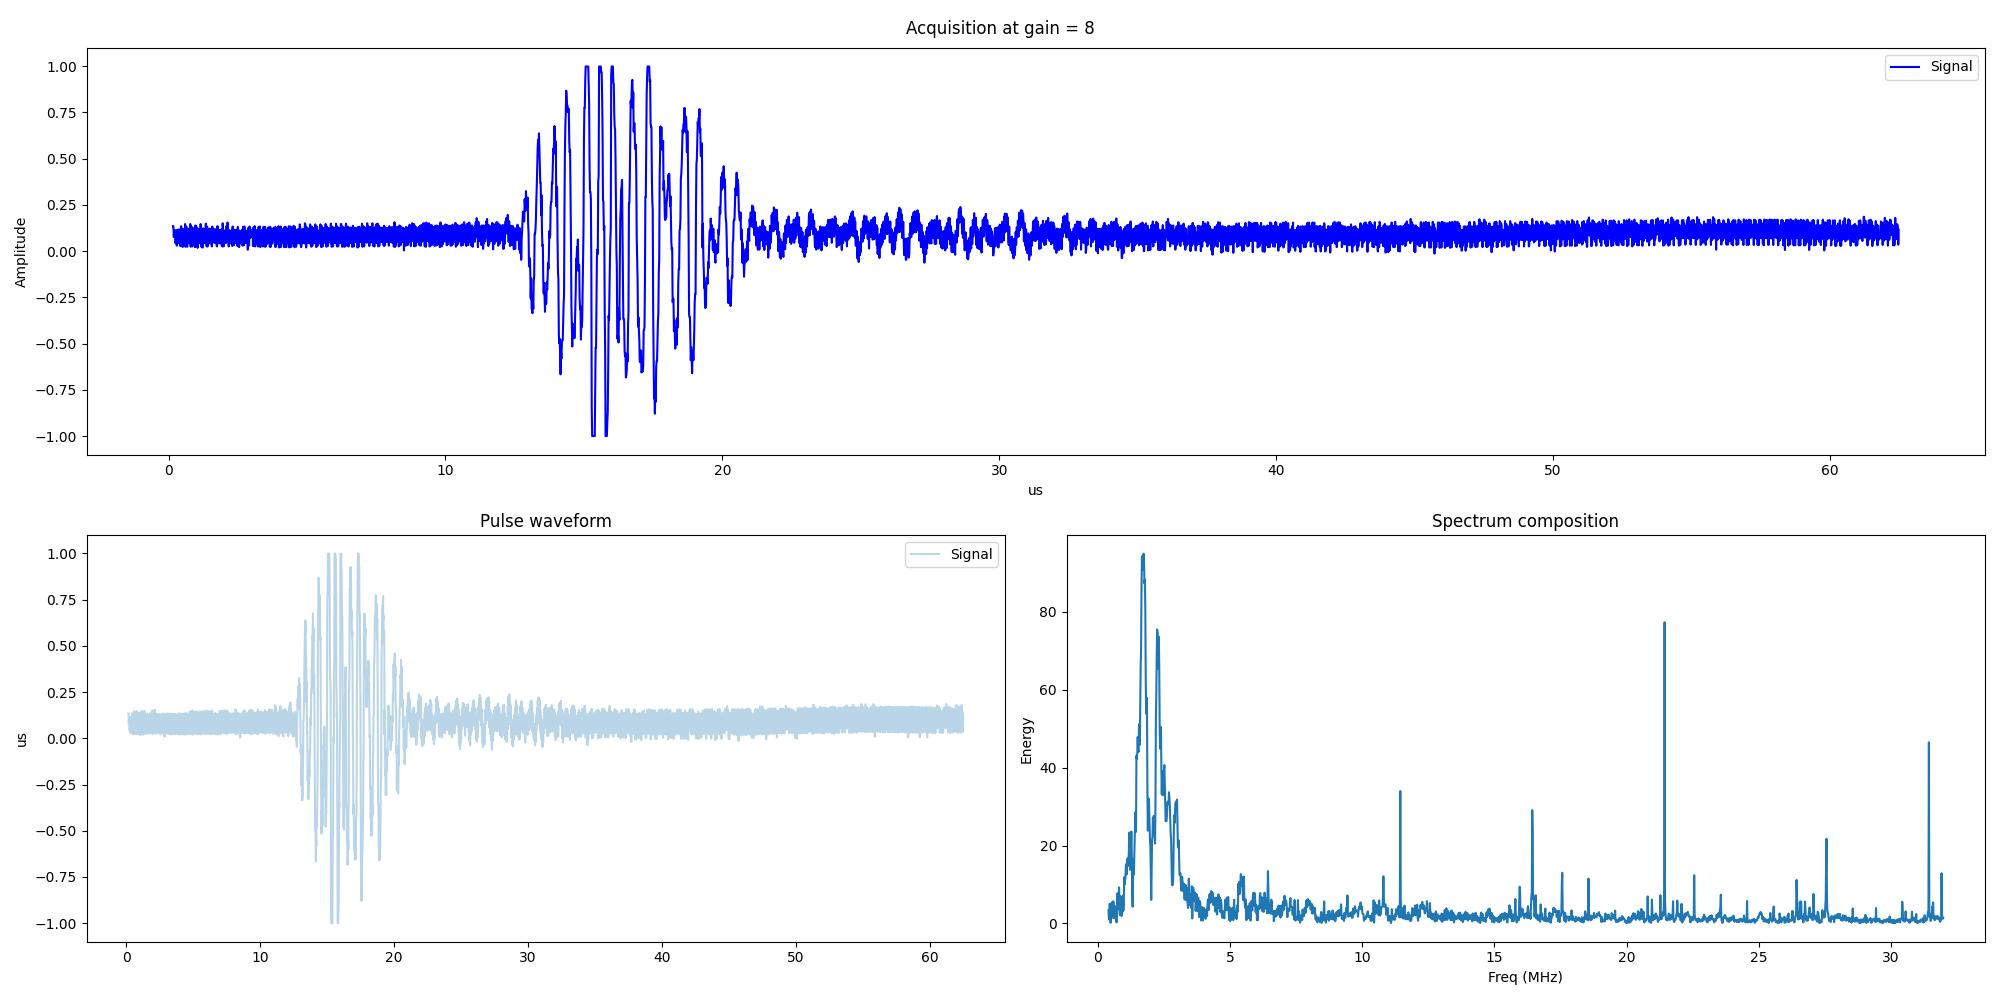 Acquisition at gain = 8
1.00
0.75
0.50
0.25
0.00
−0.25
−0.50
−0.75
−1.00
Amplitude
Signal
0 10 20 30 40 50 60
us
Pulse waveform
1.00
0.75
0.50
0.25
0.00
−0.25
−0.50
−0.75
−1.00
us
Signal
0 10 20 30 40 50 60
Spectrum composition
80
60
40
20
0
Energy
0 5 10 15 20 25 30
Freq (MHz)